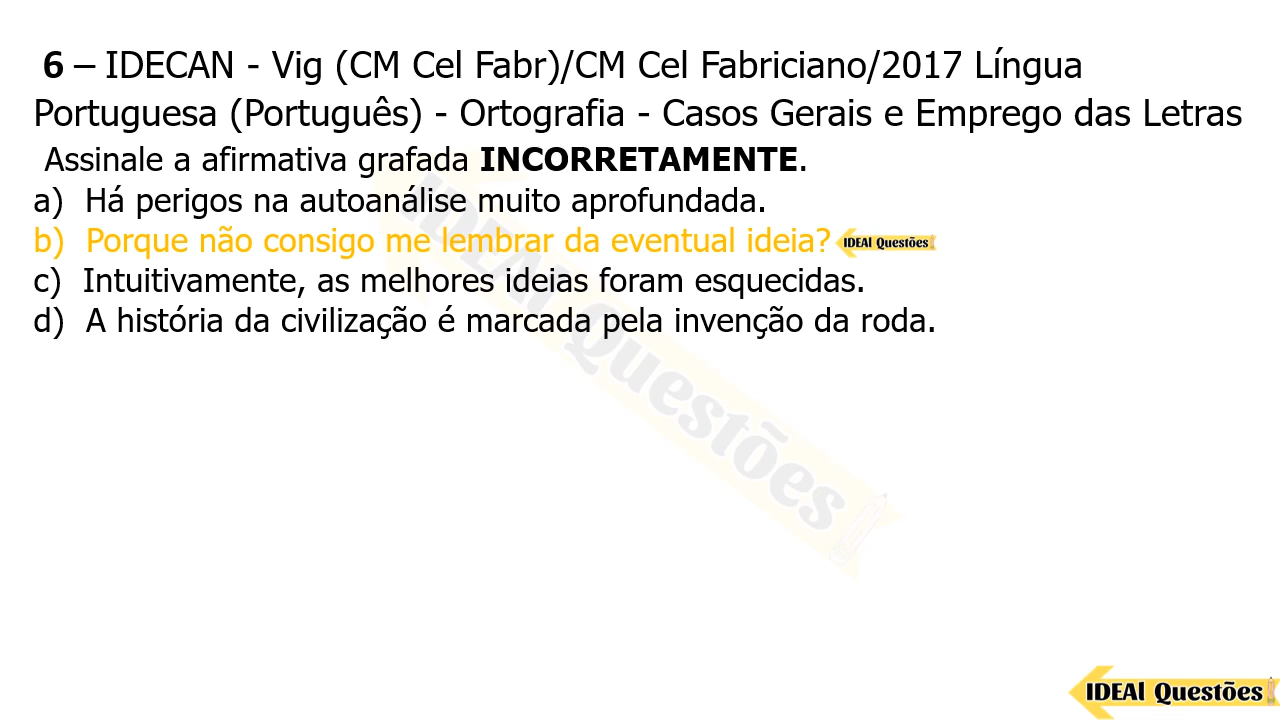 6 – IDECAN - Vig (CM Cel Fabr)/CM Cel Fabriciano/2017 Língua
Portuguesa (Português) - Ortografia - Casos Gerais e Emprego das Letras
Assinale a afirmativa grafada INCORRETAMENTE.
a) Há perigos na autoanálise muito aprofundada.
b) Porque não consigo me lembrar da eventual ideia? IDEAl Questões
c) Intuitivamente, as melhores ideias foram esquecidas.
d) A história da civilização é marcada pela invenção da roda.
IDEAl Questões
IDEAl Questões